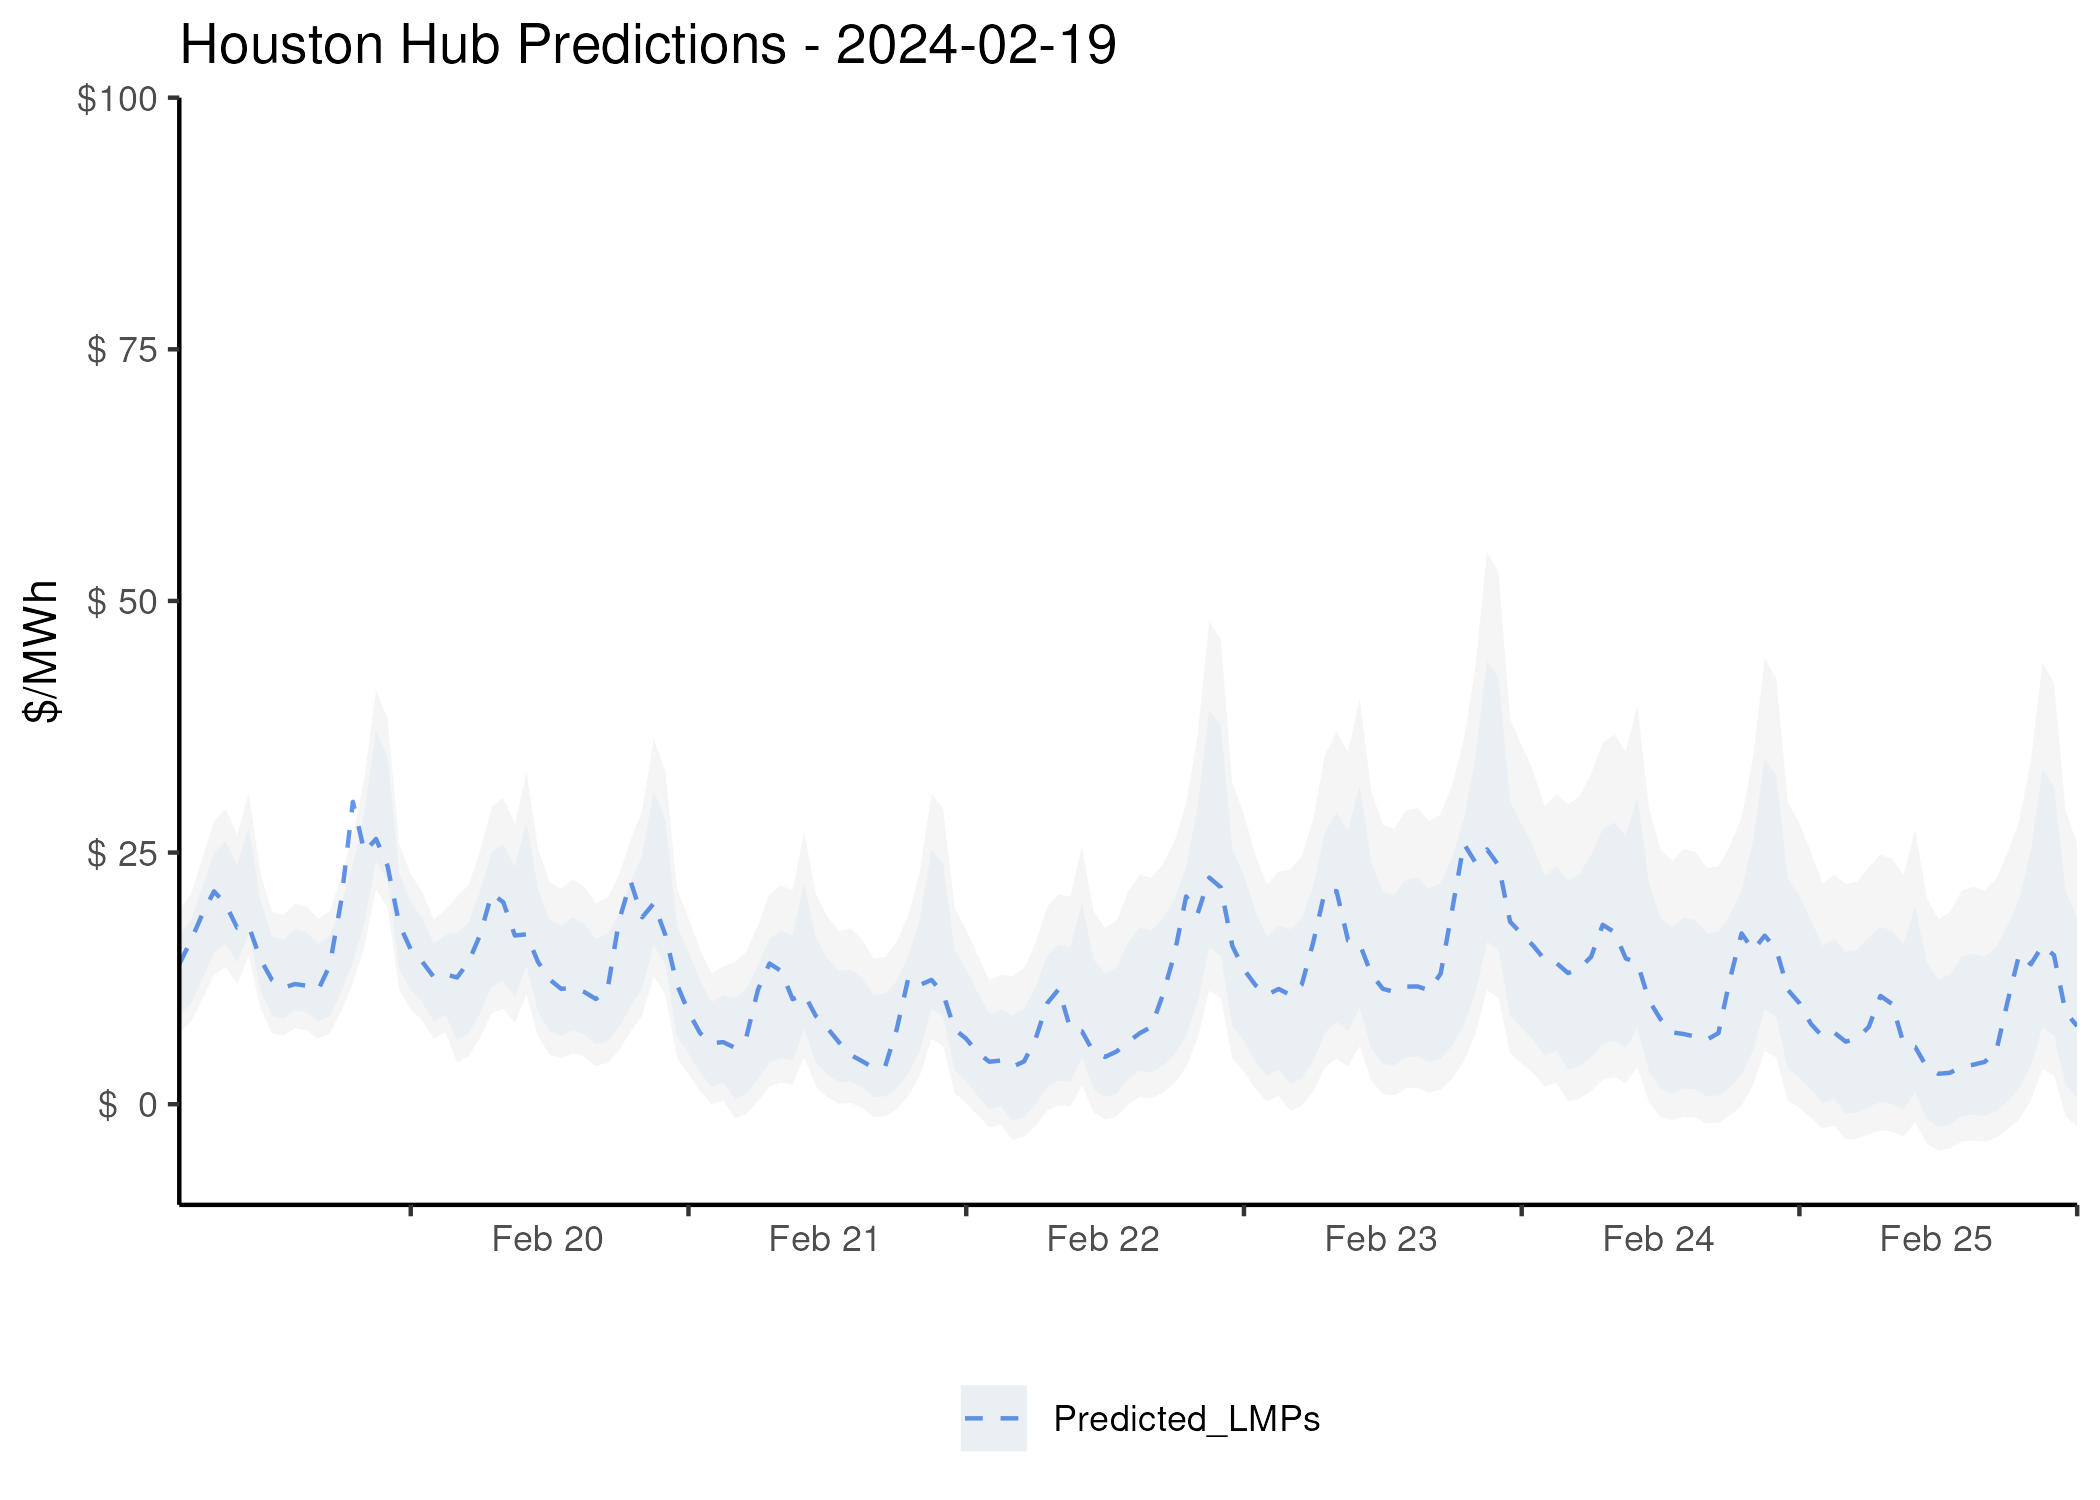 Houston Hub Predictions - 2024-02-19
$100
$ 75
$ 50
$ 25
$ 0
$/MWh
Feb 20
Feb 21
Feb 22
Feb 23
Feb 24
Feb 25
Predicted_LMPs